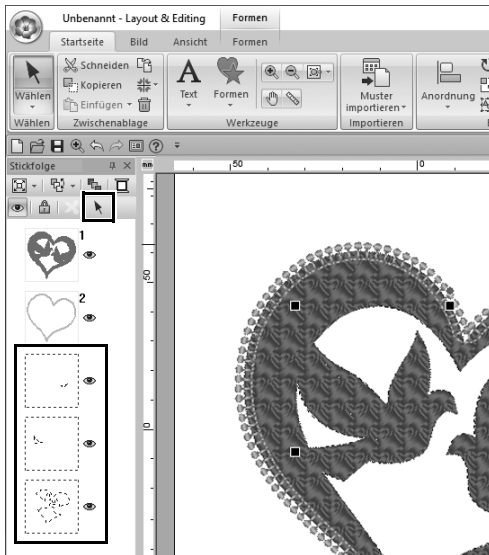 Unbenannt - Layout & Editing Formen
Startseite Bild Ansicht Formen
Wählen
Schneiden
Kopieren
Einfügen
Text
Formen
Muster
importieren
Anordnung
Wählen Zwischenablage Werkzeuge Importieren
Stickfolge
mm
50 0
1
2
50
0